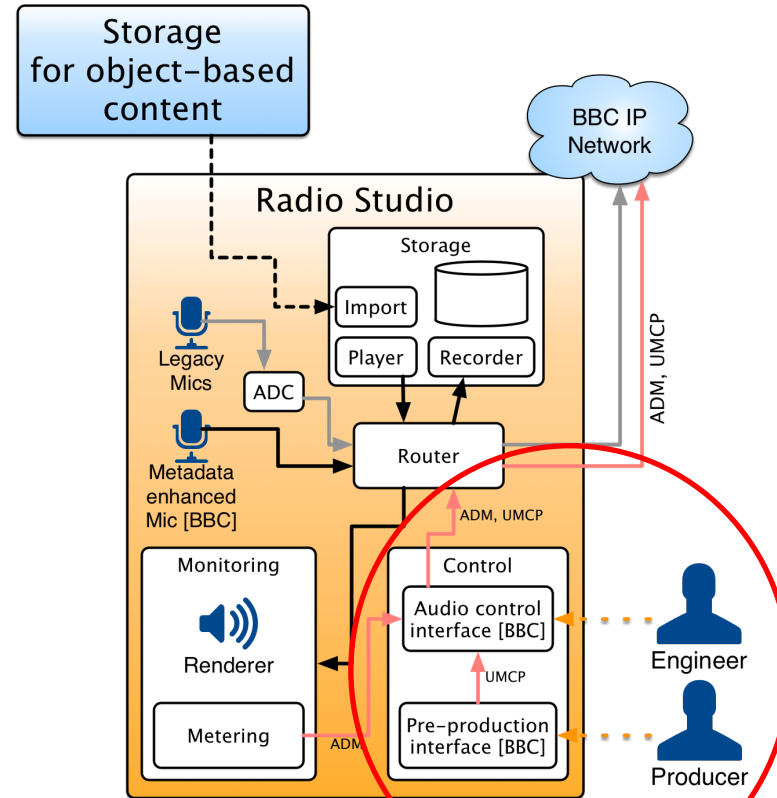 Storage
for object-based
content
BBC IP
Network
Radio Studio
Storage
Import
Player
Recorder
Legacy
Mics
ADC
ADM, UMCP
Router
Metadada
enhanced
Mic [BBC]
ADM, UMCP
Monitoring
Renderer
Metering
ADM
Control
Audio control
interface [BBC]
UMCP
Pre-production
interface [BBC]
Engineer
Producer